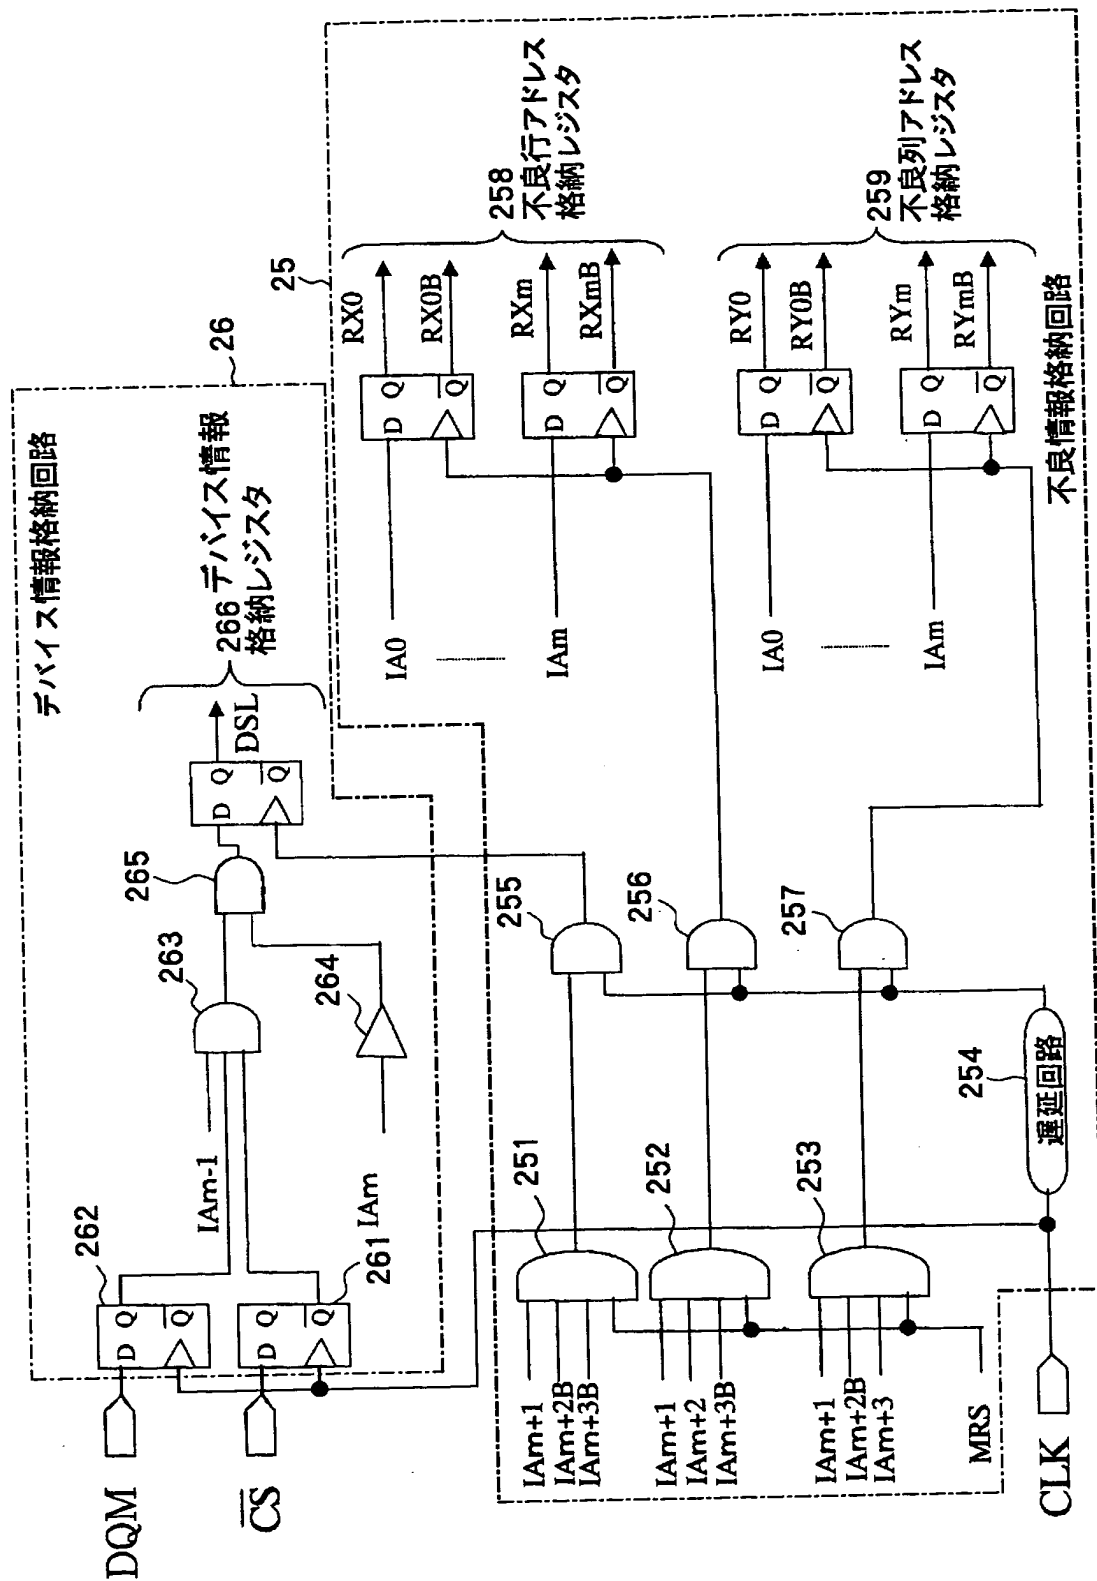 デバイス情報格納回路
26
25
266 デバイス情報
格納レジスタ
DSL
D Q
Q
265
263
264
IAm-1
IAm
262
D Q
Q
261
D Q
Q
DQM
CS
RX0
RX0B
RXm
RXmB
D Q
Q
D Q
Q
IA0
IAm
258
不良行アドレス
格納レジスタ
RY0
RY0B
RYm
RYmB
D Q
Q
D Q
Q
IA0
IAm
259
不良列アドレス
格納レジスタ
不良情報格納回路
255
256
257
251
252
253
254
遅延回路
IAm+1
IAm+2B
IAm+3B
IAm+1
IAm+2
IAm+3B
IAm+1
IAm+2B
IAm+3
MRS
CLK